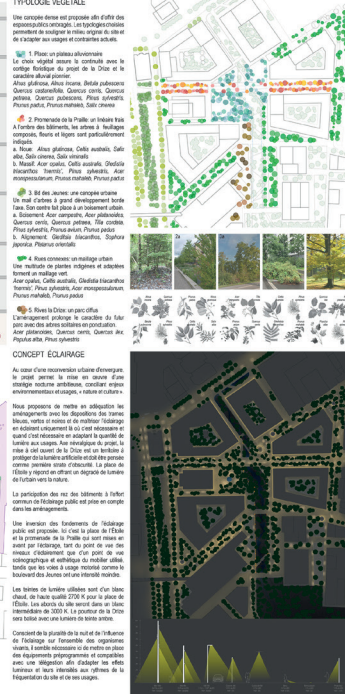 TYPOLOGIE VÉGÉTALE
Une canopée dense est proposée afin d'offrir des
espaces publics ombragés. Les typologies choisies
permettent de souligner le milieu originel du site et
de s'adapter aux usages et contraintes actuels.
1. Place: un plateau alluvionnaire
Le choix végétal assure la continuité avec le
cortège floristique du projet de la Drize et le
caractère alluvial pionnier.
Alnus glutinosa, Alnus incana, Betula pubescens
Quercus castaneifolia, Quercus cerris, Quercus
petraea, Quercus pubescens, Pinus sylvestris,
Prunus padus, Prunus mahaleb, Salix cinerea
2. Promenade de la Praille: un linéaire frais
A l'ombre des bâtiments, les arbres à feuillages
composés, fleuris et légers sont particulièrement
indiqués
a. Noue: Alnus glutinosa, Celtis australis, Salix
alba, Salix cinerea, Salix viminalis
b. Massif: Acer opalus, Celtis australis, Gleditsia
triacanthos 'Inermis', Pinus sylvestris, Acer
monspessulanum, Prunus mahaleb, Prunus padus
3. Bd des Jeunes: une canopée urbaine
Un mail d'arbres à grand développement borde
l'axe. Son centre fait place à un boisement urbain.
a. Boisement: Acer campestre, Acer platanoides,
Quercus cerris, Quercus petraea, Tilia cordata,
Pinus sylvestris, Prunus avium, Prunus padus
b. Alignement: Gleditsia triacanthos, Sophora
japonica, Platanus orientalis
4. Rues connexes: un maillage urbain
Une multitude de plantes indigènes et adaptées
forment un maillage vert.
Acer opalus, Celtis australis, Gleditsia triacanthos
'Inermis', Pinus sylvestris, Acer monspessulanum,
Prunus mahaleb, Prunus padus
5. Rives la Drize: un parc diffus
L'aménagement prolonge le caractère du futur
parc avec des arbres solitaires en ponctuation.
Acer platanoides, Quercus cerris, Quercus ilex,
Populus alba, Pinus sylvestris
CONCEPT ÉCLAIRAGE
Au cœur d'une reconversion urbaine d'envergure,
le projet permet la mise en œuvre d'une
stratégie nocturne ambitieuse, conciliant enjeux
environnementaux et usages, « nature et culture ».
Nous proposons de mettre en adéquation les
aménagements avec les dispositions des trames
bleues, vertes et noires et de maîtriser l'éclairage
en éclairant uniquement là où c'est nécessaire et
quand c'est nécessaire en adaptant la quantité de
lumière aux usages. Axe névralgique du projet, la
mise à ciel ouvert de la Drize est un territoire à
protéger de la lumière artificielle et doit être pensée
comme première strate d'obscurité. La place de
l'Étoile y répond en offrant un dégradé de lumière
de l'urbain vers la nature.
La participation des rez des bâtiments à l'effort
commun de l'éclairage public est prise en compte
dans les aménagements.
Une inversion des fondements de l'éclairage
public est proposée. Ici c'est la place de l'Étoile
et la promenade de la Praille qui sont mises en
avant par l'éclairage, tant du point de vue des
niveaux d'éclairement que d'un point de vue
scénographique et esthétique du mobilier utilisé,
tandis que les voies à usage motorisé comme le
boulevard des Jeunes ont une intensité moindre.
Les teintes de lumière utilisées sont d'un blanc
chaud, de haute qualité 2700 K pour la place de
l'Étoile. Les abords du site seront dans un blanc
intermédiaire de 3000 K. Le pourtour de la Drize
sera balisé avec une lumière de teinte ambre.
Conscient de la pluralité de la nuit et de l'influence
de l'éclairage sur l'ensemble des organismes
vivants, il semble nécessaire ici de mettre en place
des équipements préprogrammés et compatibles
avec une télégestion afin d'adapter les effets
lumineux et leurs intensités aux rythmes de la
fréquentation du site et de ses usages.